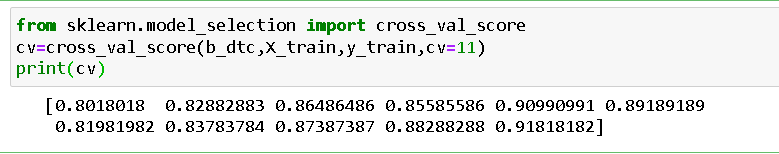 from sklearn.model_selection import cross_val_score
cv=cross_val_score(b_dtc,X_train,y_train,cv=11)
print(cv)
[0.8018018  0.82882883 0.86486486 0.85585586 0.90990991 0.89189189
0.81981982 0.83783784 0.87387387 0.88288288 0.91818182]